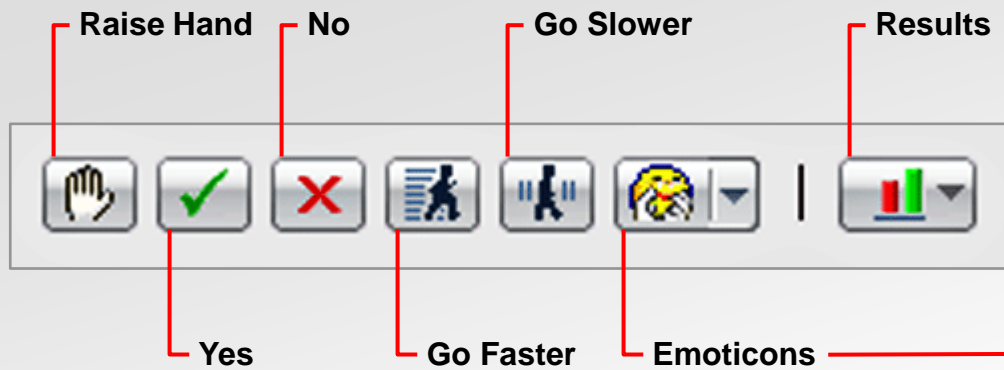 Raise Hand No Go Slower Results
Yes Go Faster Emoticons